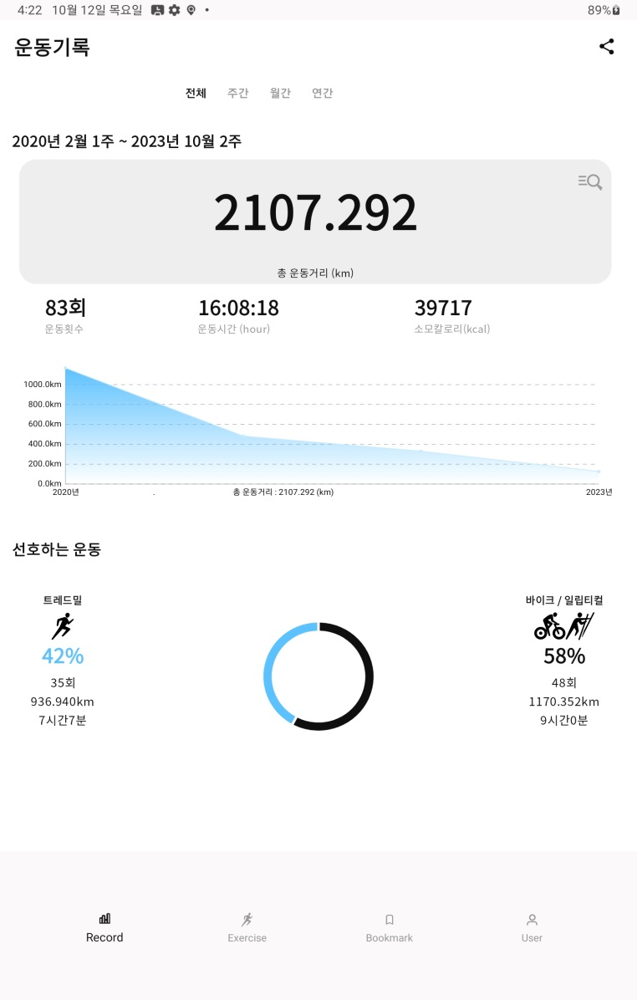 4:22 10월 12일 목요일 • 89%
운동기록
전체 주간 월간 연간
2020년 2월 1주 ~ 2023년 10월 2주
2107.292
총 운동거리 (km)
83회 16:08:18 39717
운동횟수 운동시간 (hour) 소모칼로리(kcal)
1000.0km
800.0km
600.0km
400.0km
200.0km
0.0km
2020년 . 총 운동거리 : 2107.292 (km) 2023년
선호하는 운동
트레드밀
42%
35회
936.940km
7시간7분
바이크 / 일립티컬
58%
48회
1170.352km
9시간0분
Record Exercise Bookmark User